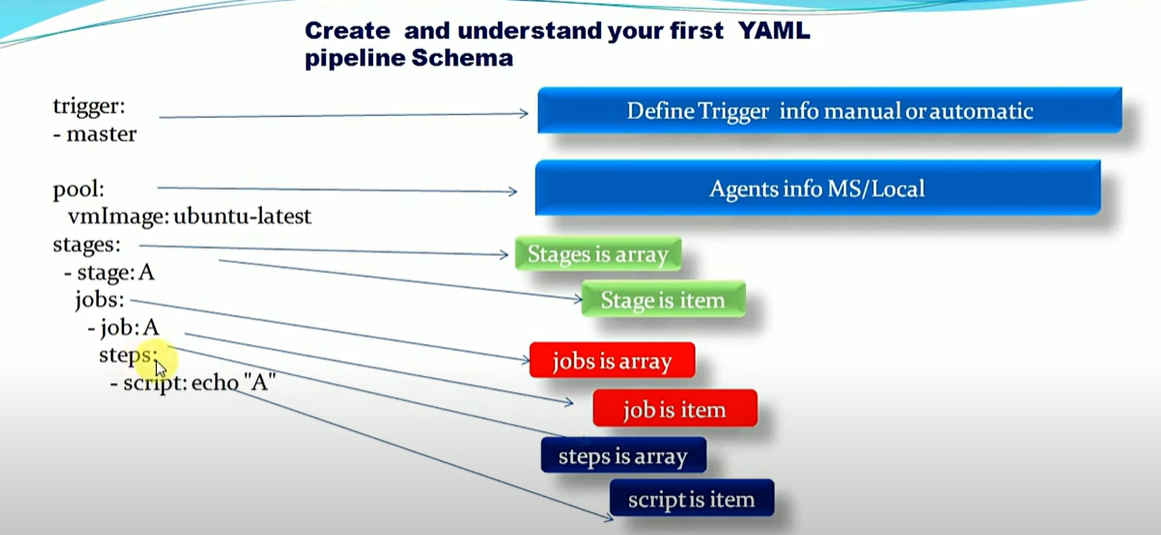 Create and understand your first YAML
pipeline Schema
trigger:
- master
pool:
vmImage: ubuntu-latest
stages:
- stage: A
jobs:
- job: A
steps:
- script: echo "A"
Define Trigger info manual or automatic
Agents info MS/Local
Stages is array
Stage is item
jobs is array
job is item
steps is array
script is item